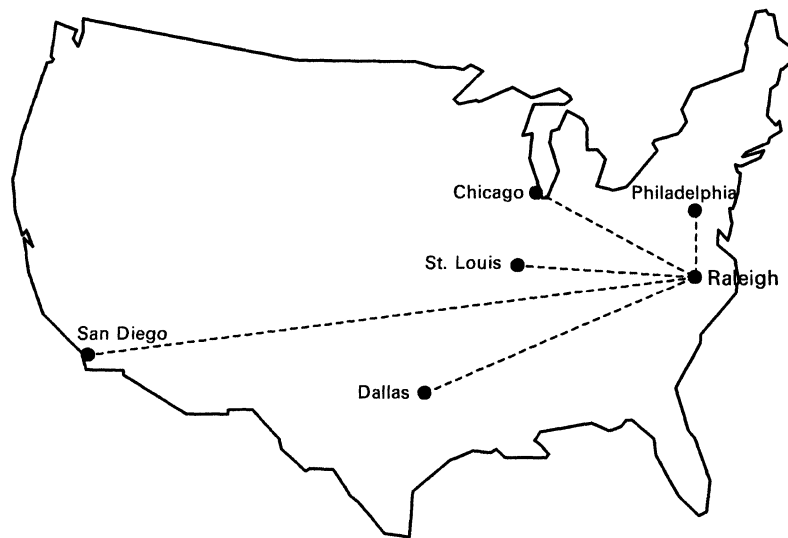 Chicago
Philadelphia
St. Louis
Raleigh
San Diego
Dallas